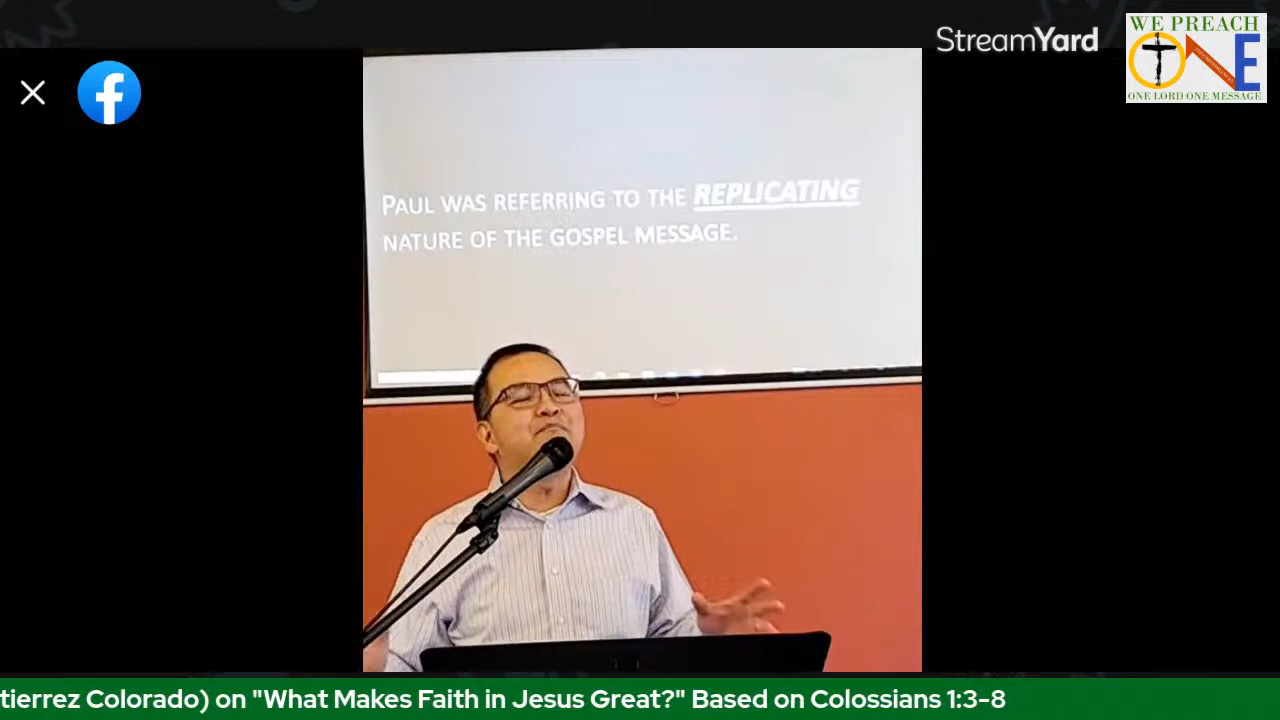 StreamYard
WE PREACH
ONE
ONE LORD ONE MESSAGE
PAUL WAS REFERRING TO THE REPLICATING
NATURE OF THE GOSPEL MESSAGE.
tierrez Colorado) on "What Makes Faith in Jesus Great?" Based on Colossians 1:3-8